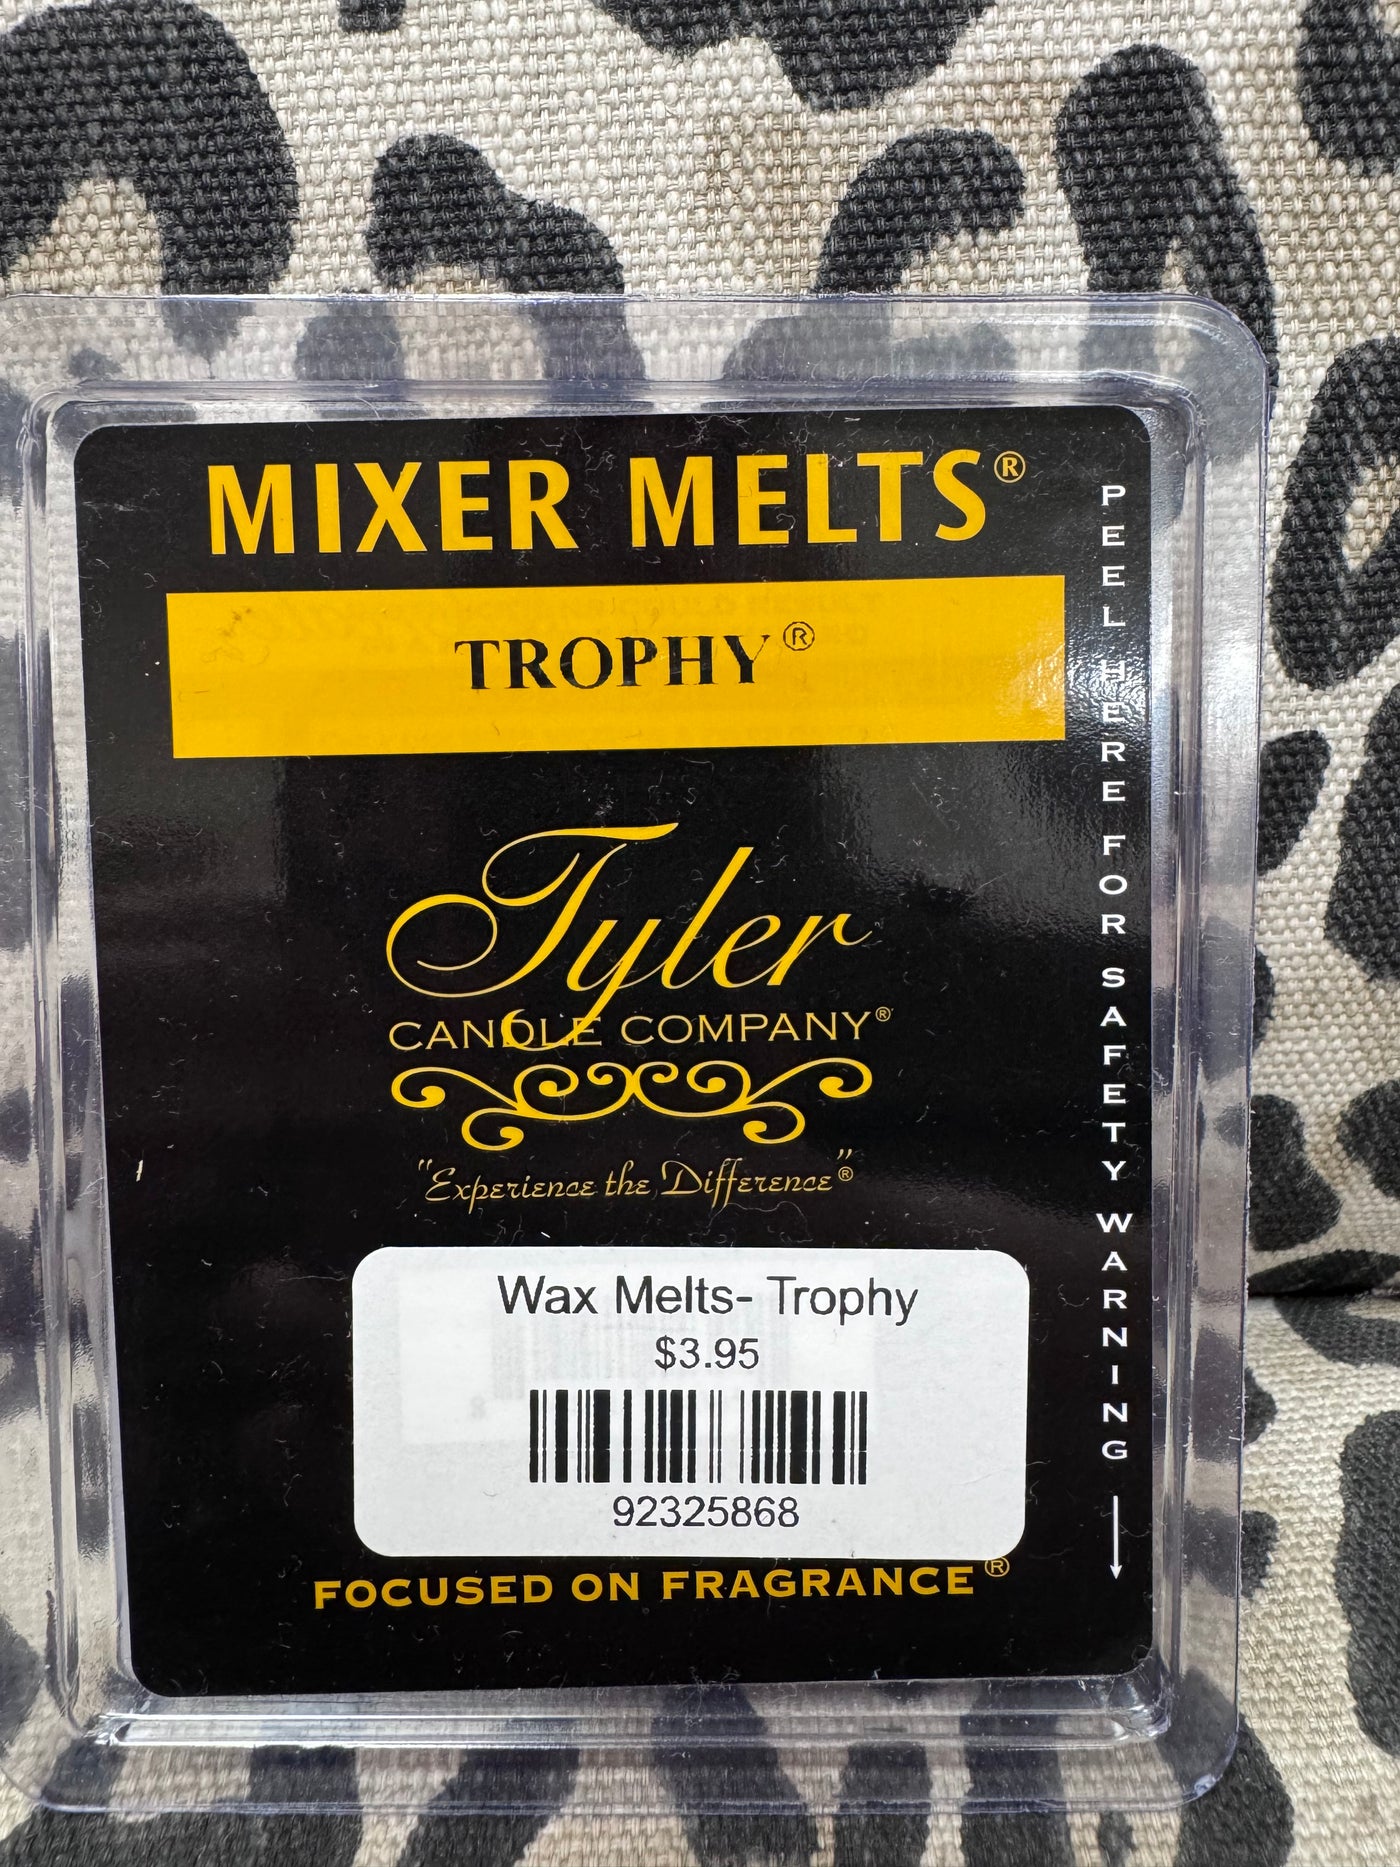 MIXER MELTS®
TROPHY®
Tyler
CANDLE COMPANY®
"Experience the Difference"®
Wax Melts- Trophy
$3.95
92325868
FOCUSED ON FRAGRANCE®
PEEL HERE FOR SAFETY WARNING